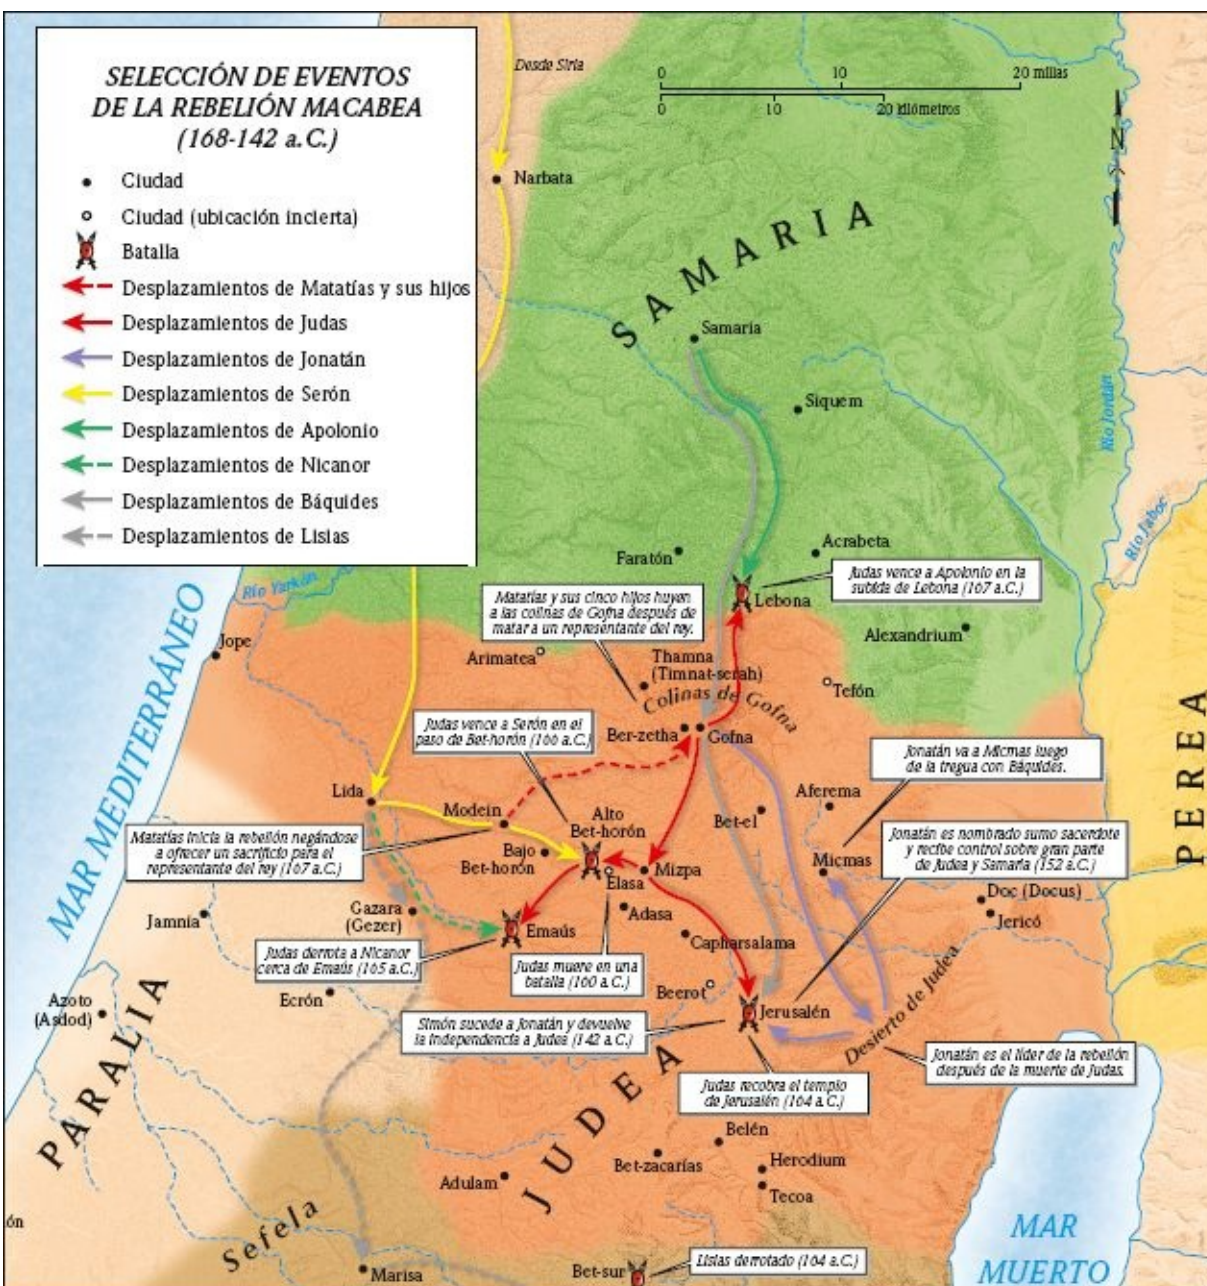 SELECCIÓN DE EVENTOS
DE LA REBELIÓN MACABEA
(168-142 a.C.)
Ciudad
Ciudad (ubicación incierta)
Batalla
Desplazamientos de Matatías y sus hijos
Desplazamientos de Judas
Desplazamientos de Jonatán
Desplazamientos de Serón
Desplazamientos de Apolonio
Desplazamientos de Nicanor
Desplazamientos de Báquides
Desplazamientos de Lisias
Desde Siria
0 10 20 millas
0 10 20 kilómetros
N
Narbata
SAMARIA
Samaria
Siquem
Río Jordán
Río Jaboc
Faratón
Acrabeta
Judas vence a Apolonio en la
subida de Lebona (167 a.C.)
Lebona
Matatías y sus cinco hijos huyen
a las colinas de Gofna después de
matar a un representante del rey.
Río Yarkón
MAR MEDITERRÁNEO
Jope
Arimatea
Alexandrium
Thamna
(Timnat-serah)
Colinas de Gofna
Tefón
Judas vence a Serón en el
paso de Bet-horón (166 a.C.)
Ber-zetha
Gofna
Jonatán va a Micmas luego
de la tregua con Báquides.
PEREA
Lida
Modein
Alto
Bet-horón
Bet-el
Aferema
Matatías inicia la rebelión negándose
a ofrecer un sacrificio para el
representante del rey (167 a.C.)
Bajo
Bet-horón
Elasa
Mizpa
Micmas
Jonatán es nombrado sumo sacerdote
y recibe control sobre gran parte
de Judea y Samaria (152 a.C.)
Doc (Docus)
Jericó
Jamnia
Gazara
(Gezer)
Emaús
Adasa
Capharsalama
Judas derrota a Nicanor
cerca de Emaús (165 a.C.)
Judas muere en una
batalla (160 a.C.)
Azoto
(Asdod)
Ecrón
Beerot
Jerusalén
Desierto de Judea
PARALIA
Simón sucede a Jonatán y devuelve
la independencia a Judea (142 a.C.)
Jonatán es el líder de la rebelión
después de la muerte de Judas.
Judas recobra el templo
de Jerusalén (164 a.C.)
JUDEA
Belén
Bet-zacarías
Herodium
Tecoa
Adulam
Sefela
ón
MAR
MUERTO
Marisa
Bet-sur
Lisias derrotado (164 a.C.)